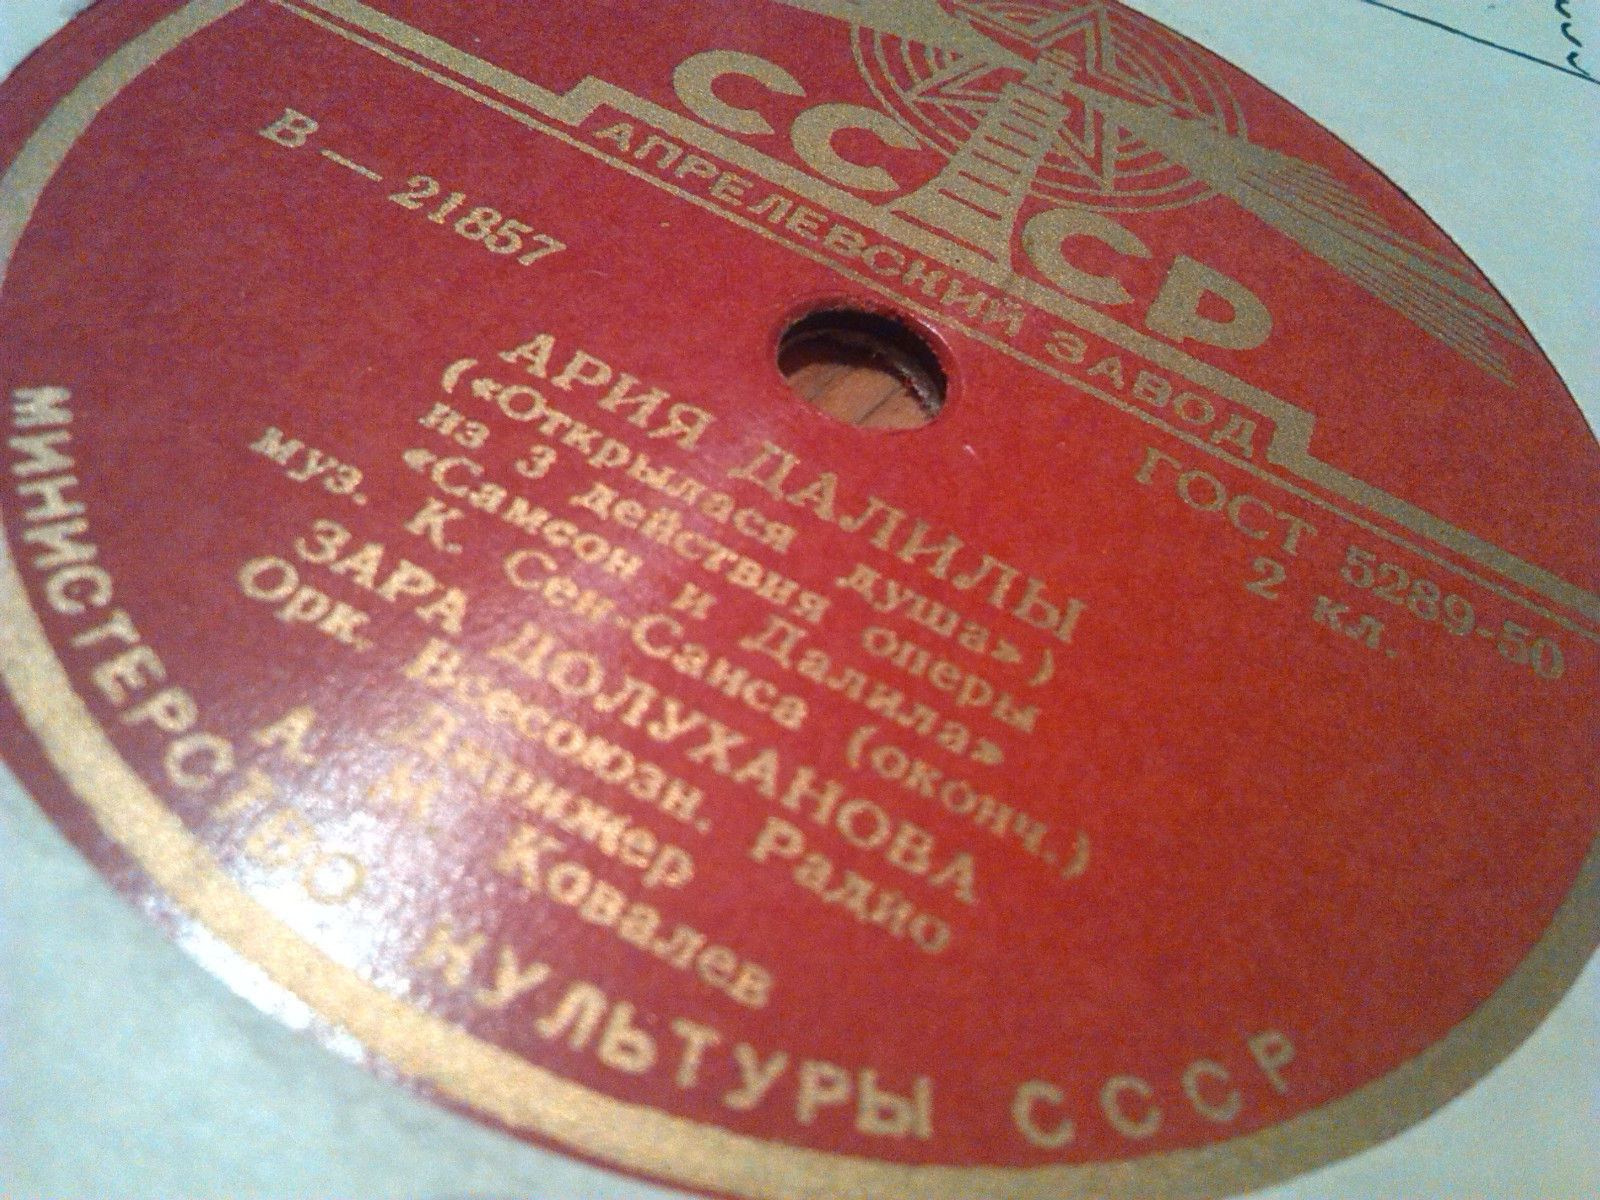 СССР
АПРЕЛЕВСКИЙ ЗАВОД
В — 21857
ГОСТ 5289-50
2 кл.
АРИЯ ДАЛИЛЫ
(«Открылася душа»)
из 3 действия оперы
«Самсон и Далила»
муз. К. Сен-Санса (оконч.)
ЗАРА ДОЛУХАНОВА
Орк. Всесоюзн. Радио
Дирижер
А. Ковалев
МИНИСТЕРСТВО КУЛЬТУРЫ СССР